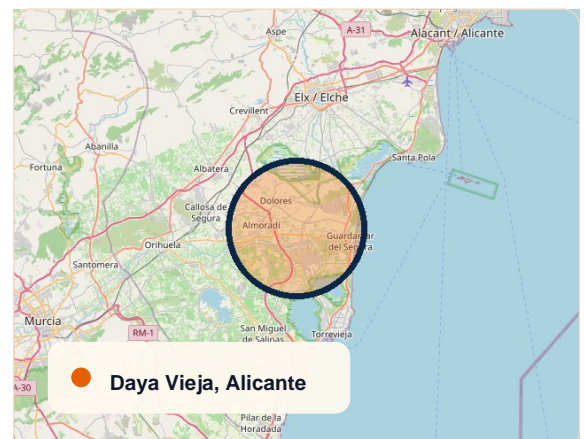 Aspe
A-31
Alacant / Alicante
Elx / Elche
Crevillent
Abanilla
Fortuna
Albatera
Santa Pola
Dolores
Callosa de
Segura
Almoradí
Guardamar
del Segura
Orihuela
Santomera
Murcia
RM-1
San Miguel
de Salinas
Torrevieja
A-30
Daya Vieja, Alicante
Pilar de la
Horadada